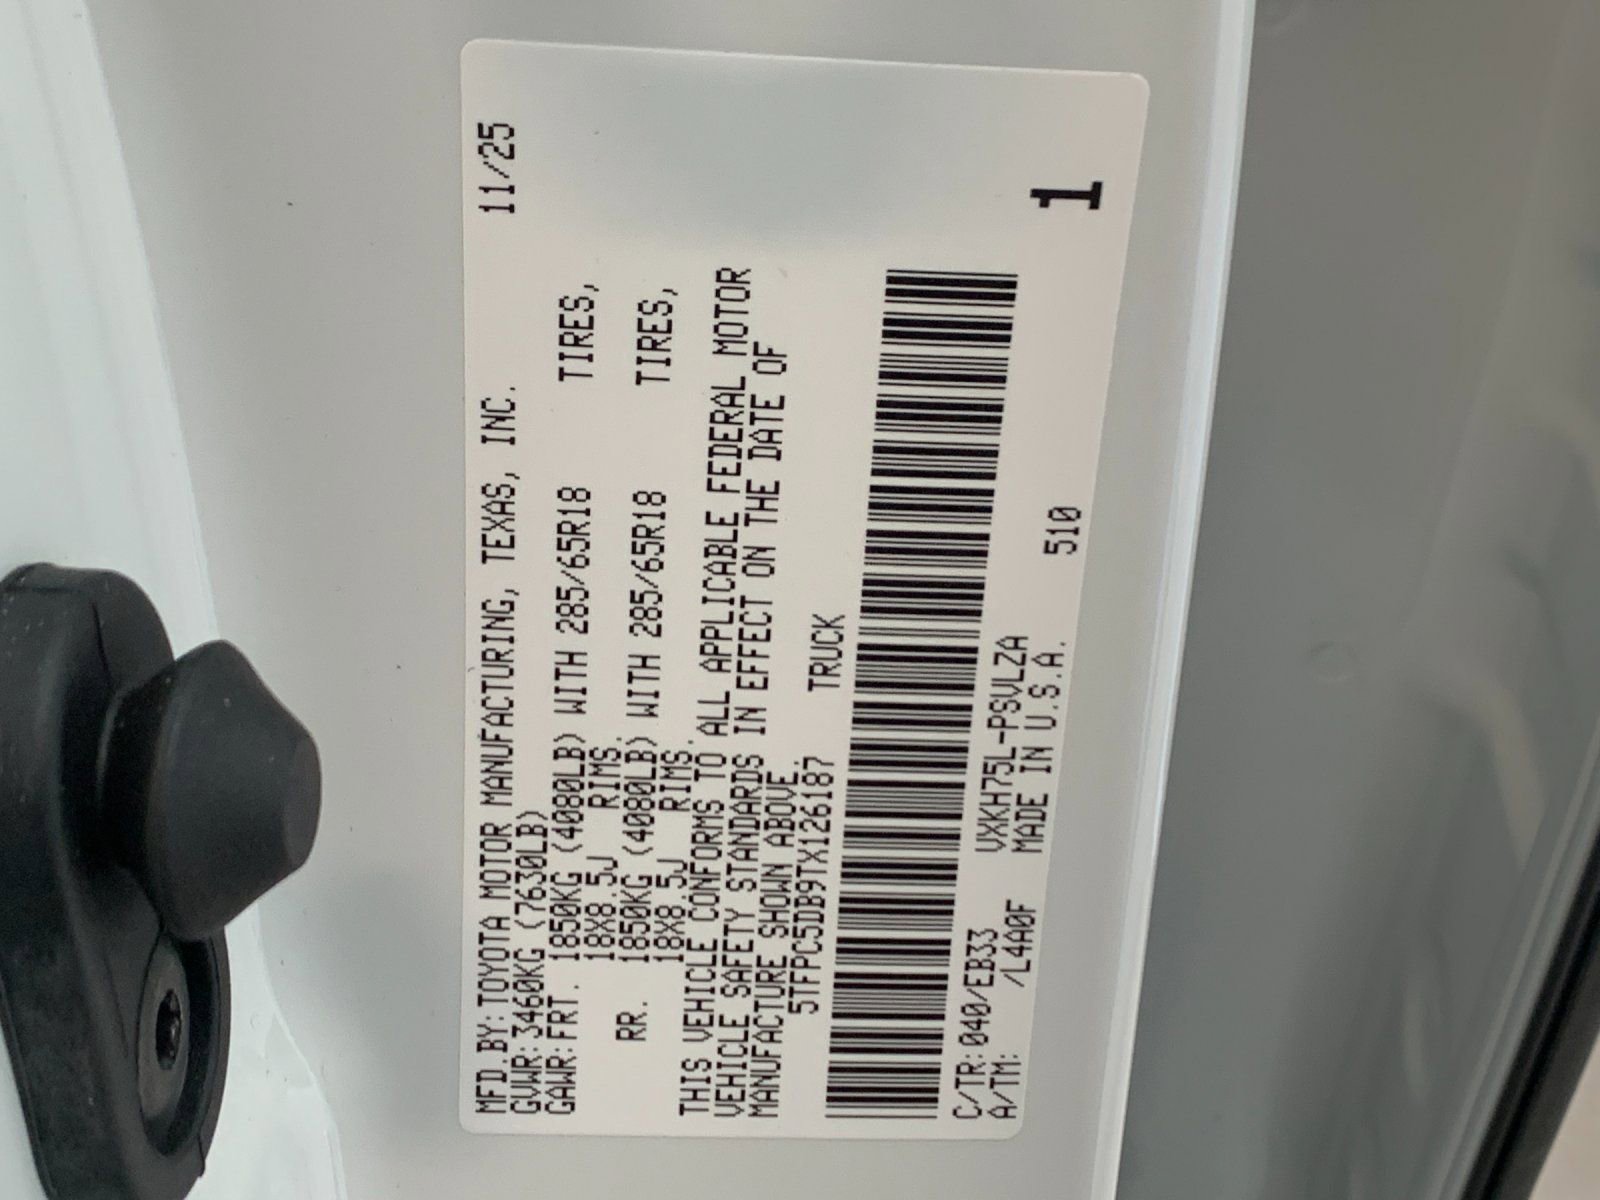 MFD.BY:TOYOTA MOTOR MANUFACTURING, TEXAS, INC. 11/25
GVWR:3460KG (7630LB)
GAWR:FRT. 1850KG (4080LB) WITH 285/65R18 TIRES,
18X8.5J RIMS.
RR. 1850KG (4080LB) WITH 285/65R18 TIRES,
18X8.5J RIMS.
THIS VEHICLE CONFORMS TO ALL APPLICABLE FEDERAL MOTOR
VEHICLE SAFETY STANDARDS IN EFFECT ON THE DATE OF
MANUFACTURE SHOWN ABOVE.
5TFPC5DB9TX126187 TRUCK
C/TR:040/EB33 VXKH75L-PSVLZA
A/TM: /L4A0F MADE IN U.S.A. 510
1